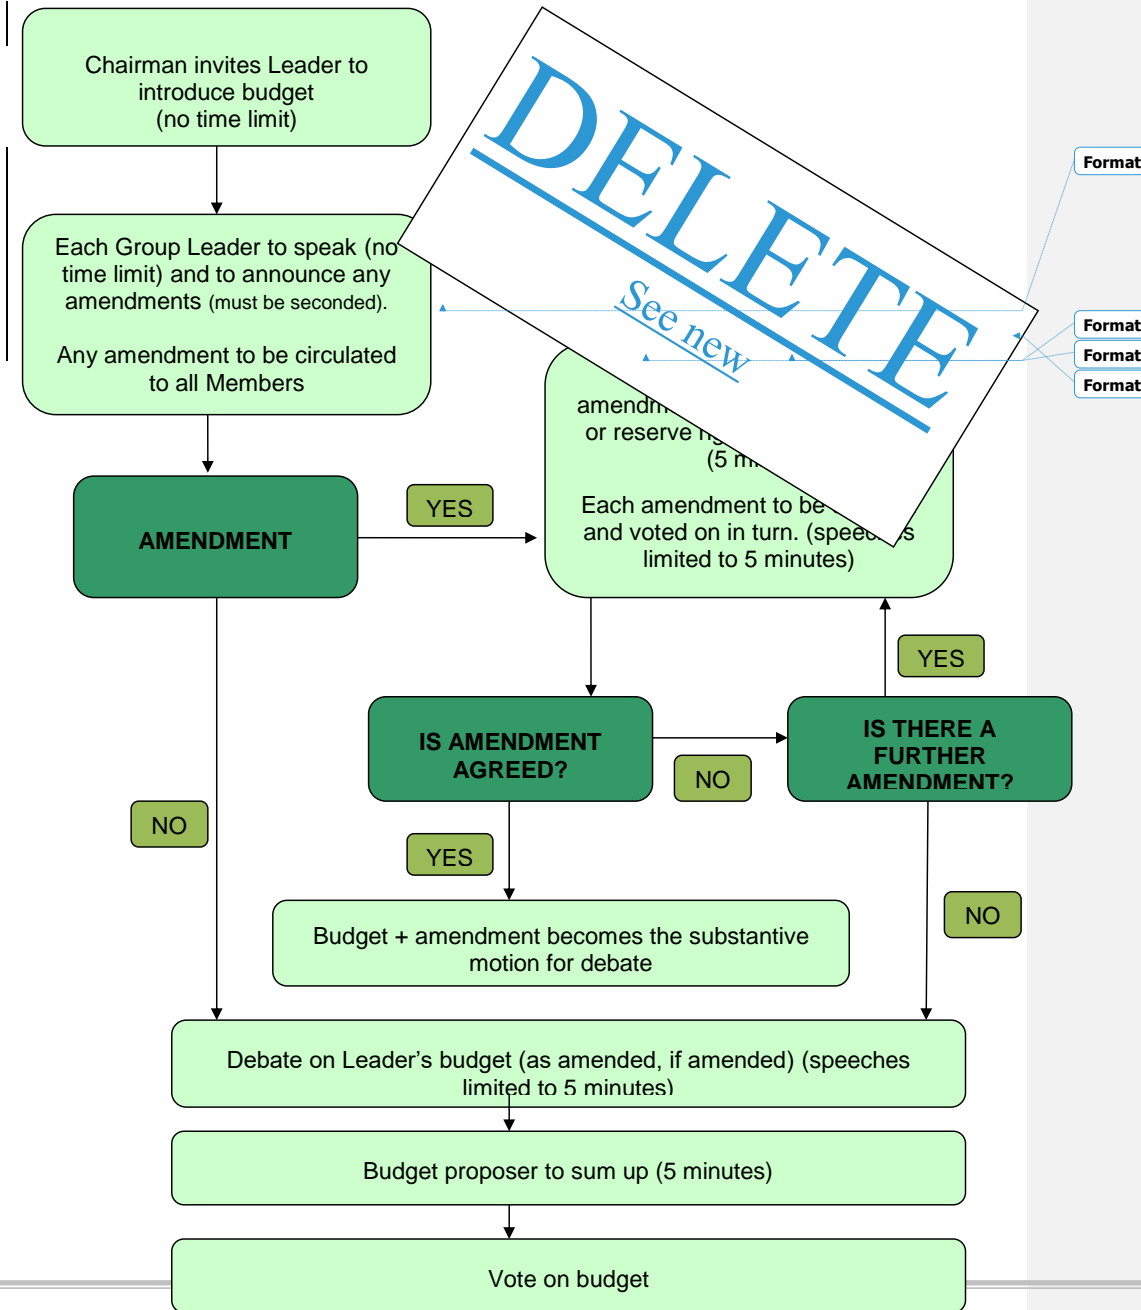 Chairman invites Leader to
introduce budget
(no time limit)
DELETE
See new
Format
Each Group Leader to speak (no
time limit) and to announce any
amendments (must be seconded).
Any amendment to be circulated
to all Members
Format
Format
Format
or reserve
(5
Each amendment to be
and voted on in turn. (speeches
limited to 5 minutes)
AMENDMENT
YES
YES
IS AMENDMENT
AGREED?
NO
IS THERE A
FURTHER
AMENDMENT?
NO
YES
NO
Budget + amendment becomes the substantive
motion for debate
Debate on Leader’s budget (as amended, if amended) (speeches
limited to 5 minutes)
Budget proposer to sum up (5 minutes)
Vote on budget